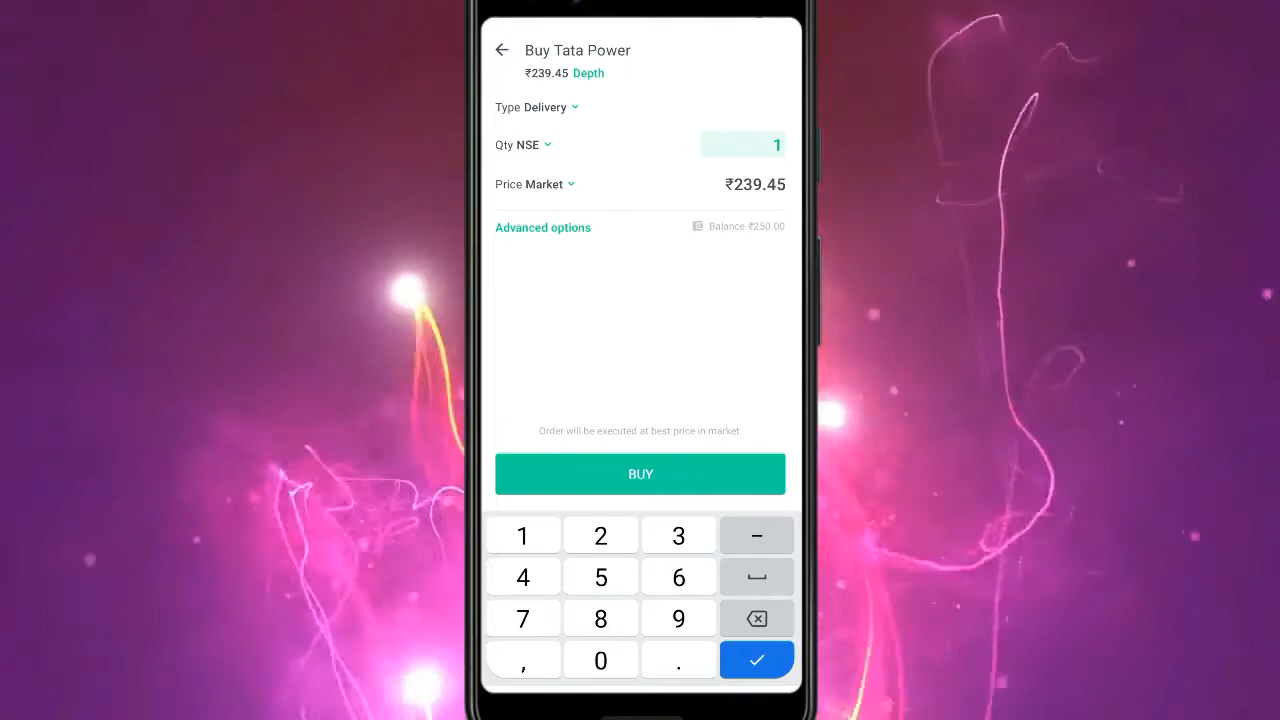 Buy Tata Power
₹239.45 Depth
Type Delivery
Qty NSE 1
Price Market ₹239.45
Advanced options Balance ₹250.00
Order will be executed at best price in market.
BUY
1 2 3 −
4 5 6
7 8 9
, 0 .